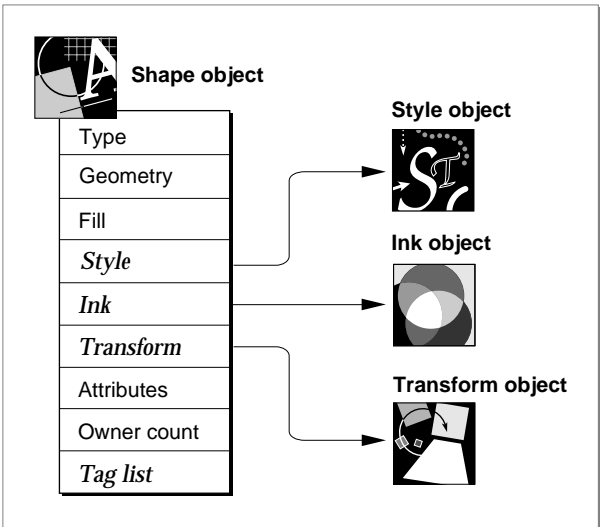 Shape object
Type
Geometry
Fill
Style
Ink
Transform
Attributes
Owner count
Tag list
Style object
Ink object
Transform object